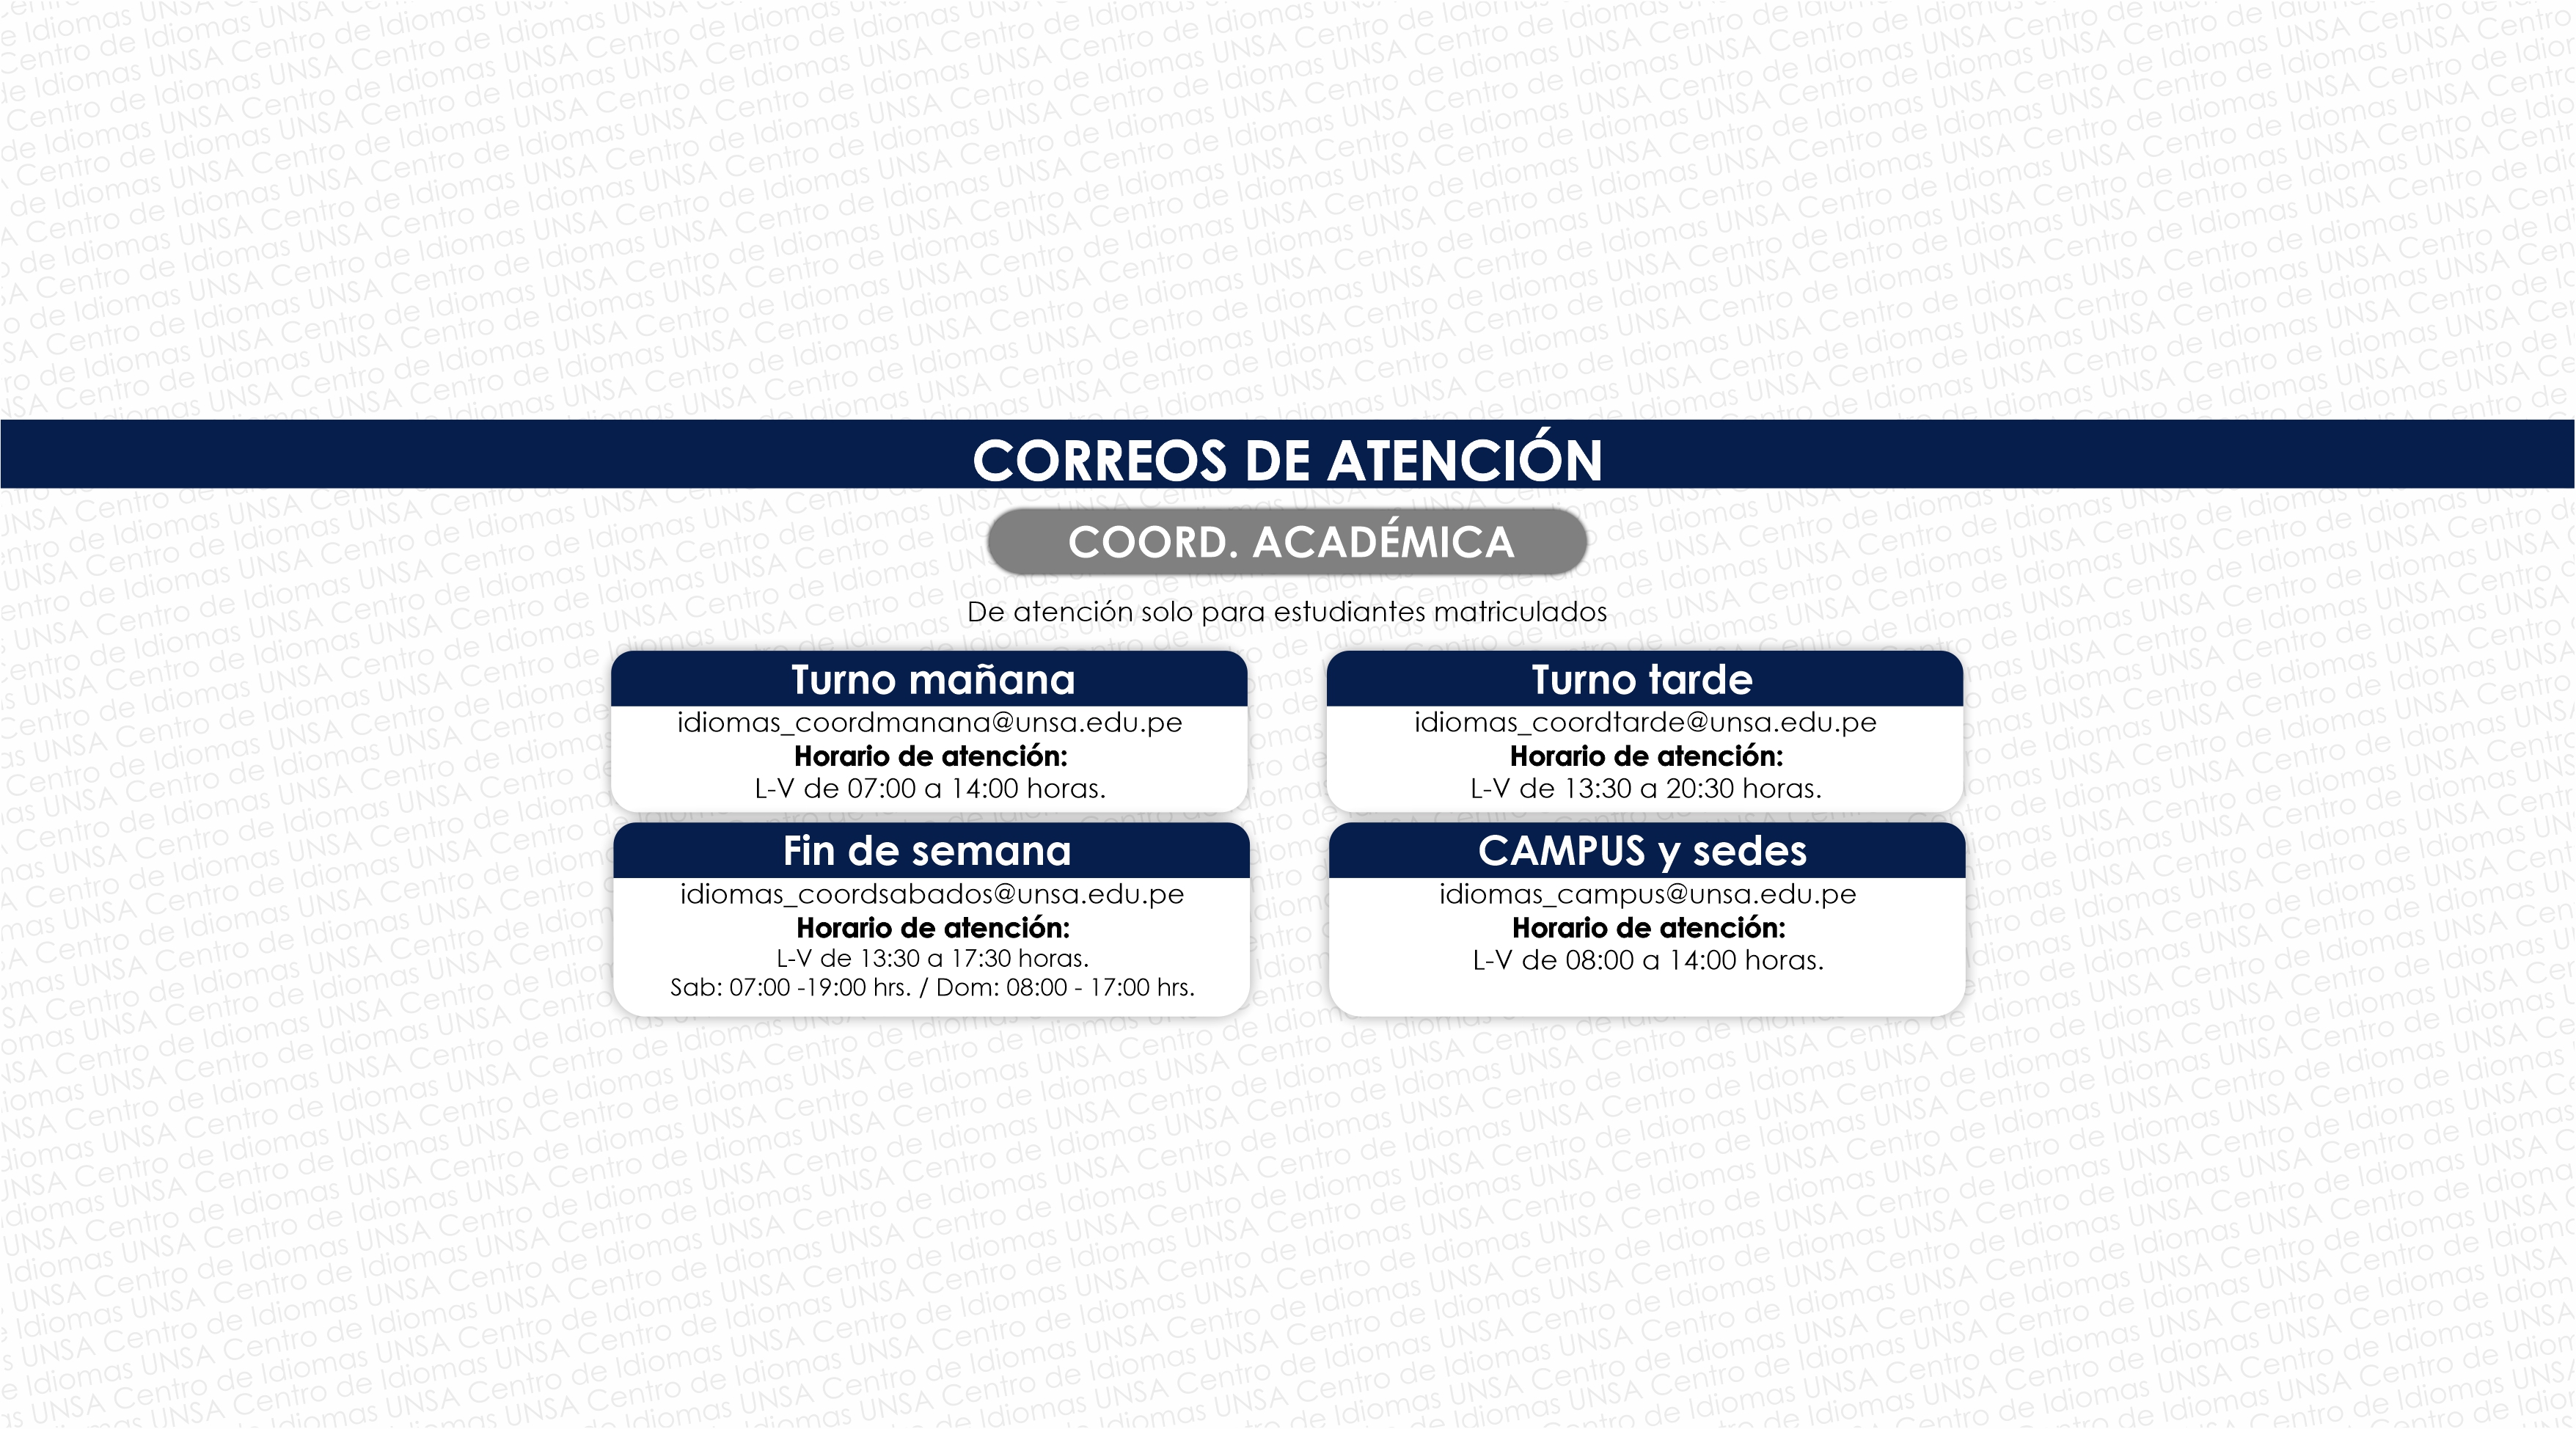 CORREOS DE ATENCIÓN
COORD. ACADÉMICA
De atención solo para estudiantes matriculados
Turno mañana
idiomas_coordmanana@unsa.edu.pe
Horario de atención:
L-V de 07:00 a 14:00 horas.
Turno tarde
idiomas_coordtarde@unsa.edu.pe
Horario de atención:
L-V de 13:30 a 20:30 horas.
Fin de semana
idiomas_coordsabados@unsa.edu.pe
Horario de atención:
L-V de 13:30 a 17:30 horas.
Sab: 07:00 -19:00 hrs. / Dom: 08:00 - 17:00 hrs.
CAMPUS y sedes
idiomas_campus@unsa.edu.pe
Horario de atención:
L-V de 08:00 a 14:00 horas.
Centro de Idiomas UNSA